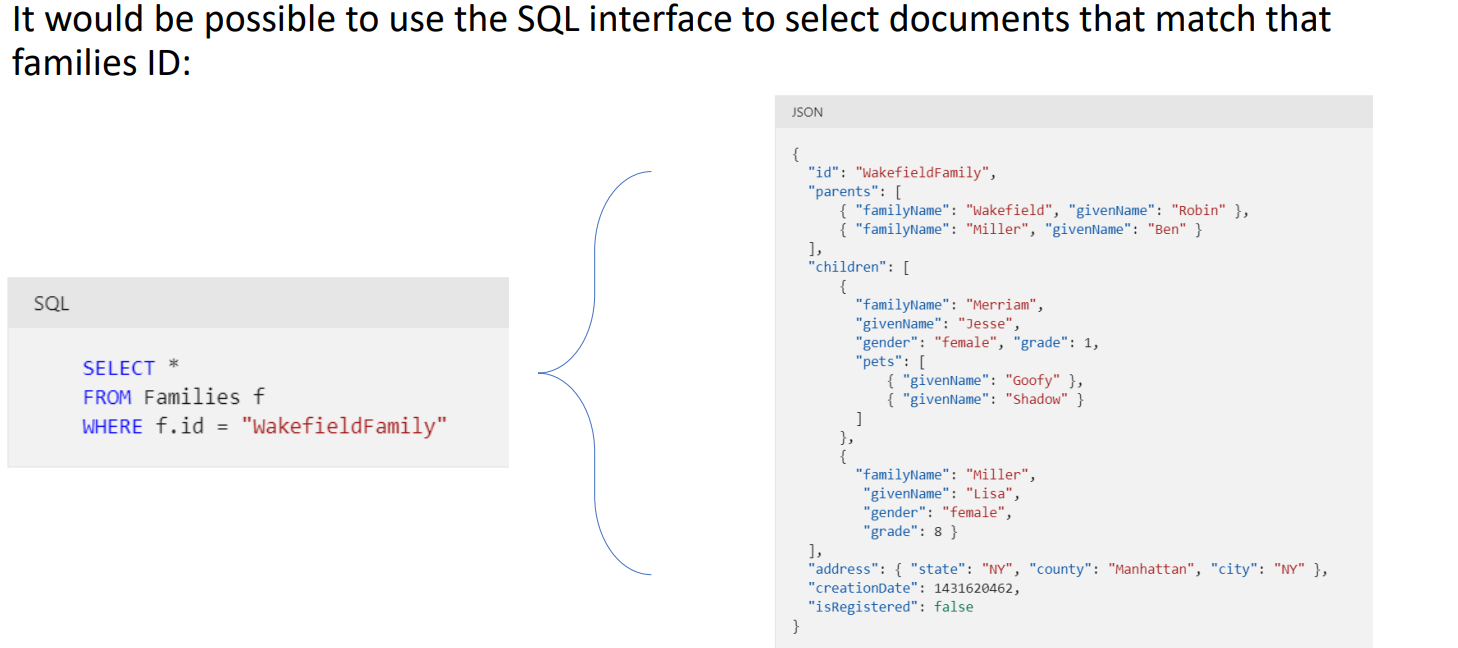 It would be possible to use the SQL interface to select documents that match that
families ID:
SQL
SELECT *
FROM Families f
WHERE f.id = "WakefieldFamily"
JSON
{
"id": "WakefieldFamily",
"parents": [
{ "familyName": "Wakefield", "givenName": "Robin" },
{ "familyName": "Miller", "givenName": "Ben" }
],
"children": [
{
"familyName": "Merriam",
"givenName": "Jesse",
"gender": "female", "grade": 1,
"pets": [
{ "givenName": "Goofy" },
{ "givenName": "Shadow" }
]
},
{
"familyName": "Miller",
"givenName": "Lisa",
"gender": "female",
"grade": 8 }
],
"address": { "state": "NY", "county": "Manhattan", "city": "NY" },
"creationDate": 1431620462,
"isRegistered": false
}